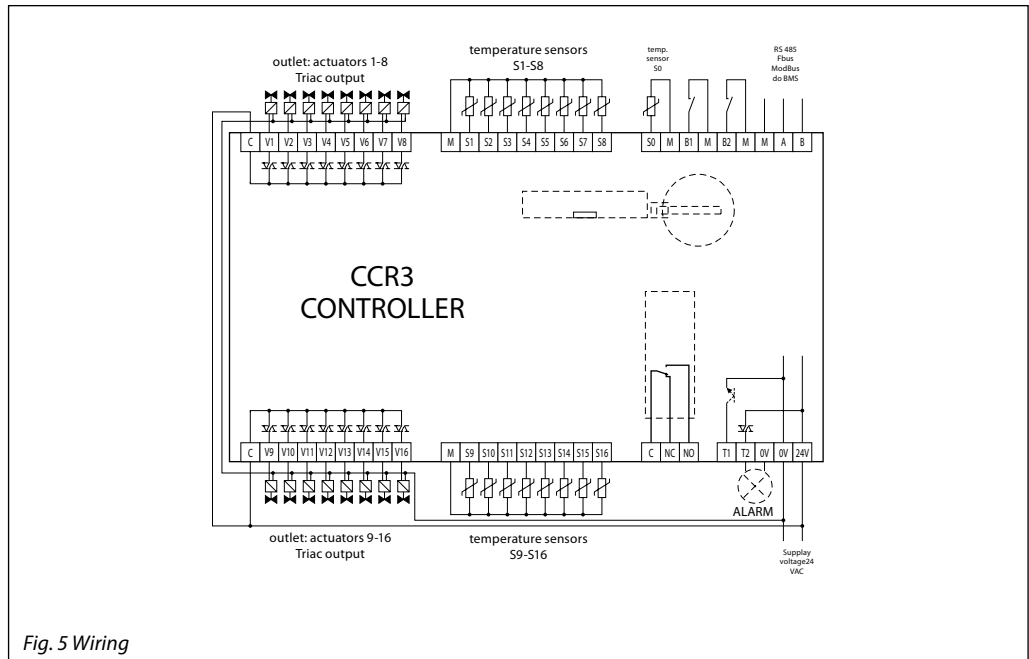 outlet: actuators 1-8
Triac output
temperature sensors
S1-S8
temp.
sensor
S0
RS 485
Fbus
ModBus
do BMS
C V1 V2 V3 V4 V5 V6 V7 V8
M S1 S2 S3 S4 S5 S6 S7 S8
S0 M B1 M B2 M M A B
CCR3
CONTROLLER
C V9 V10 V11 V12 V13 V14 V15 V16
M S9 S10 S11 S12 S13 S14 S15 S16
C NC NO
T1 T2 0V 0V 24V
ALARM
outlet: actuators 9-16
Triac output
temperature sensors
S9-S16
Supplay
voltage24
VAC
Fig. 5 Wiring